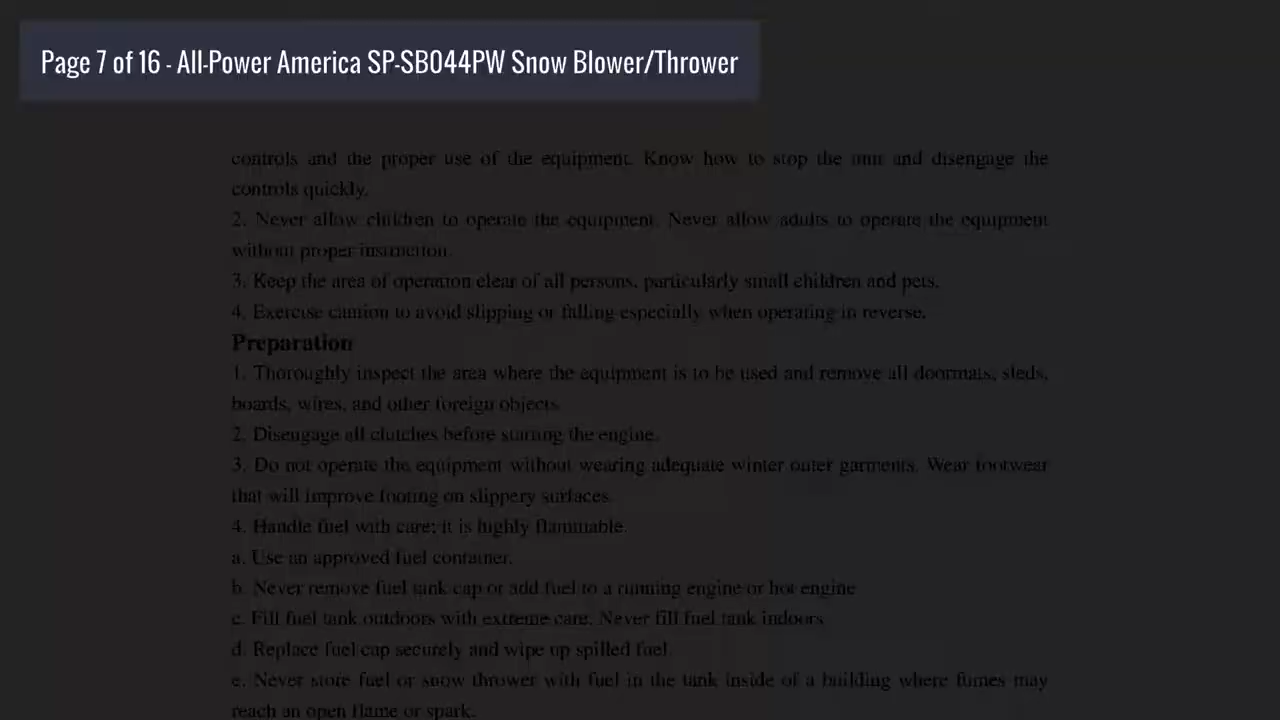 Page 7 of 16 - All-Power America SP-SB044PW Snow Blower/Thrower
controls and the proper use of the equipment. Know how to stop the unit and disengage the
controls quickly.
2. Never allow children to operate the equipment. Never allow adults to operate the equipment
without proper instruction.
3. Keep the area of operation clear of all persons, particularly small children and pets.
4. Exercise caution to avoid slipping or falling especially when operating in reverse.
Preparation
1. Thoroughly inspect the area where the equipment is to be used and remove all doormats, sleds,
boards, wires, and other foreign objects.
2. Disengage all clutches before starting the engine.
3. Do not operate the equipment without wearing adequate winter outer garments. Wear footwear
that will improve footing on slippery surfaces.
4. Handle fuel with care; it is highly flammable.
a. Use an approved fuel container.
b. Never remove fuel tank cap or add fuel to a running engine or hot engine
c. Fill fuel tank outdoors with extreme care. Never fill fuel tank indoors
d. Replace fuel cap securely and wipe up spilled fuel
e. Never store fuel or snow thrower with fuel in the tank inside of a building where fumes may
reach an open flame or spark.